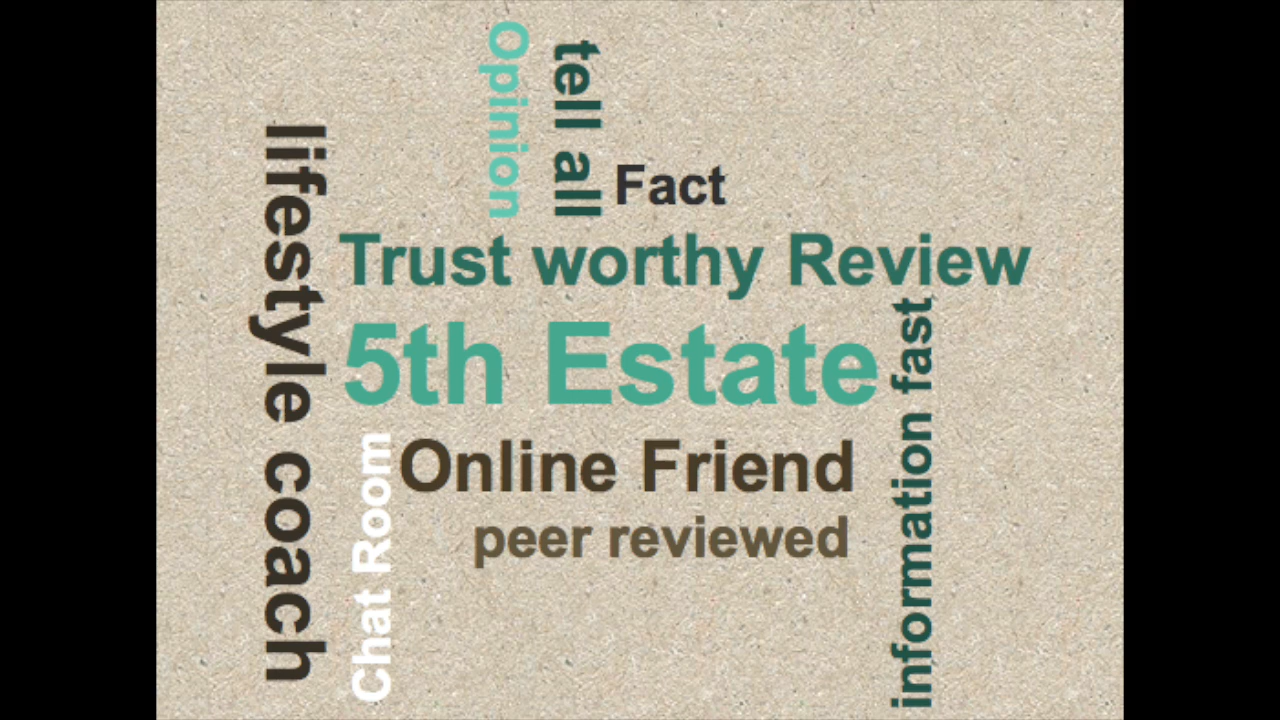 Opinion
tell all
Fact
lifestyle coach
Trust worthy Review
5th Estate
information fast
Chat Room
Online Friend
peer reviewed